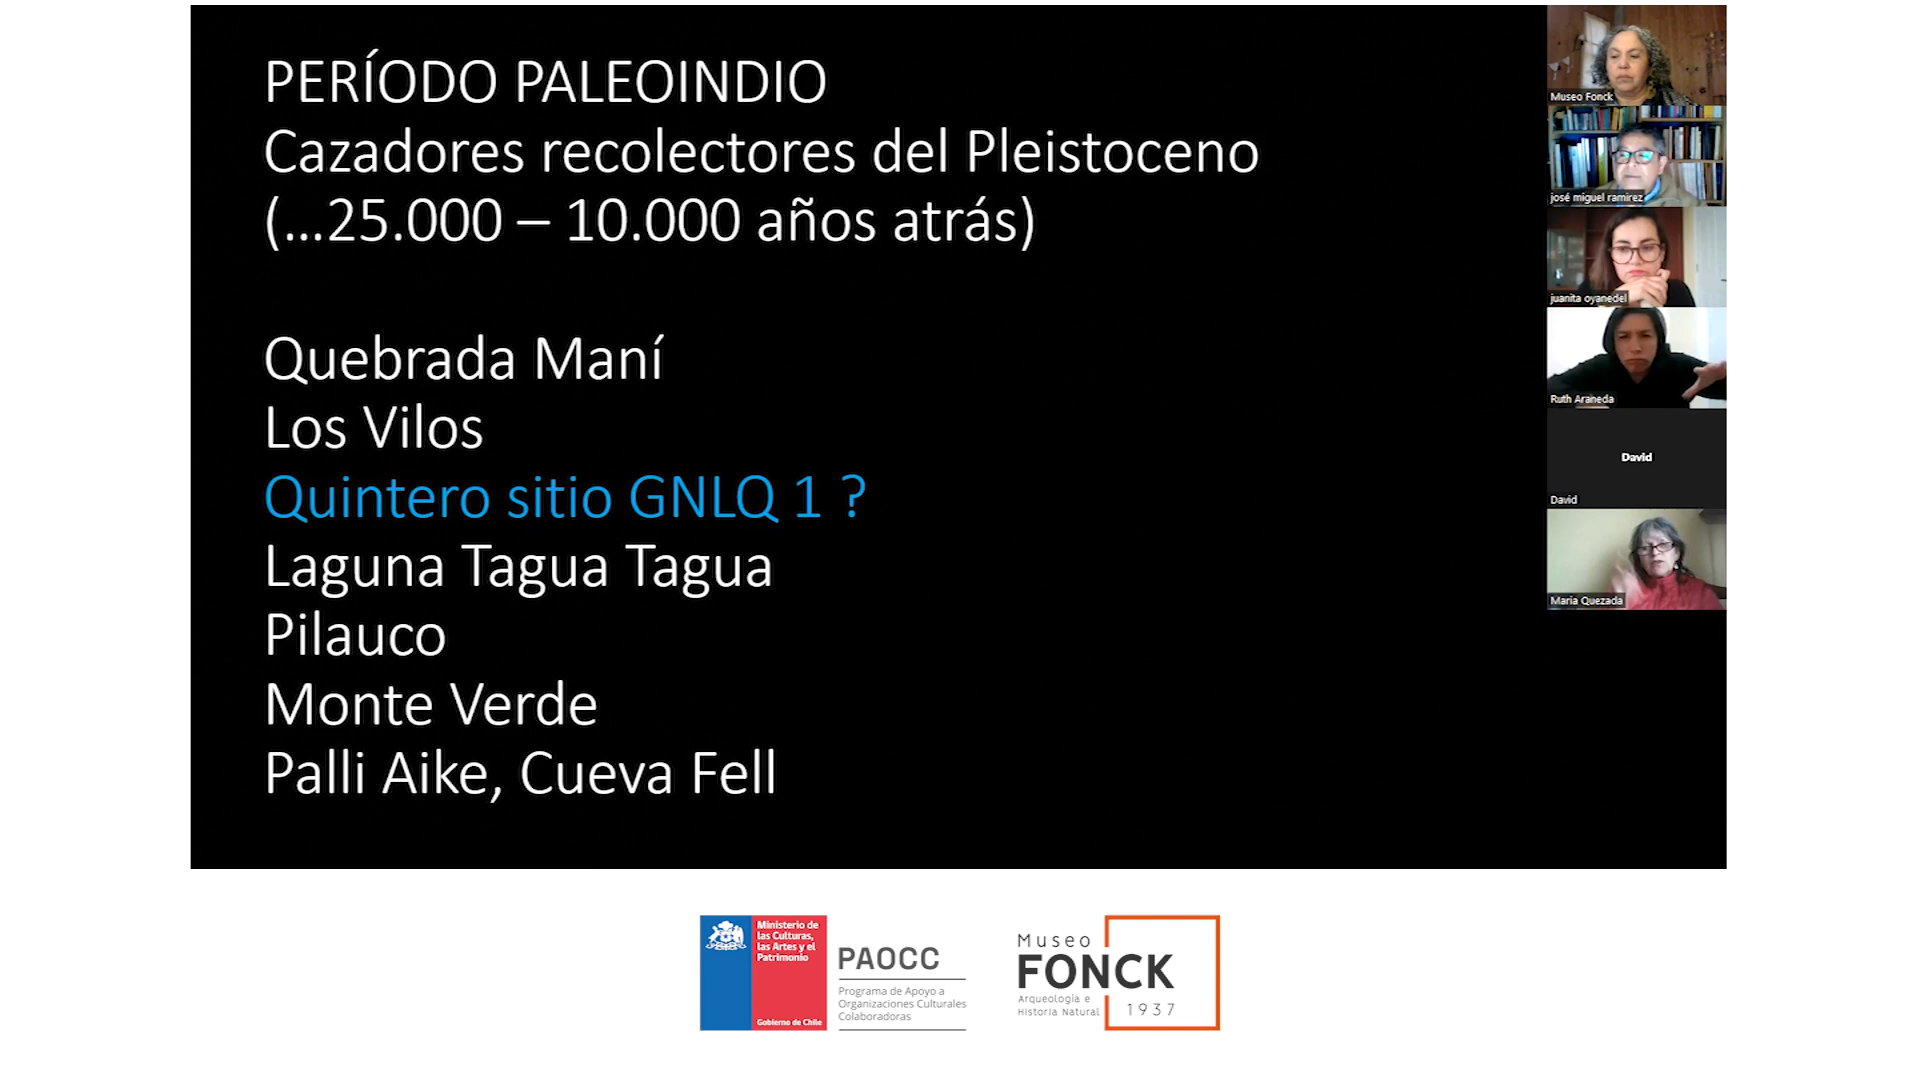 PERÍODO PALEOINDIO
Cazadores recolectores del Pleistoceno
(...25.000 – 10.000 años atrás)
Quebrada Maní
Los Vilos
Quintero sitio GNLQ 1 ?
Laguna Tagua Tagua
Pilauco
Monte Verde
Palli Aike, Cueva Fell
Museo Fonck
josé miguel ramirez
juanita oyanedel
Ruth Araneda
David
David
Maria Quezada
Ministerio de
las Culturas,
las Artes y el
Patrimonio
Gobierno de Chile
PAOCC
Programa de Apoyo a
Organizaciones Culturales
Colaboradoras
Museo
FONCK
Arqueología e
Historia Natural
1937